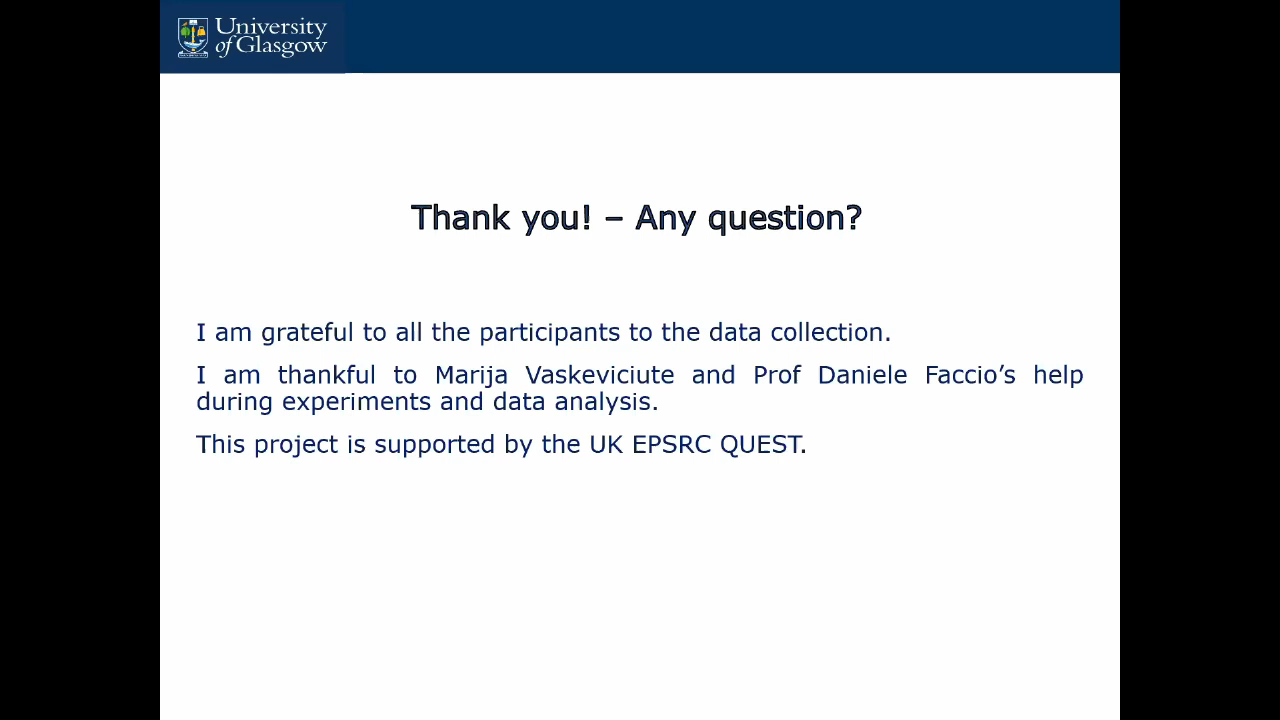 University
of Glasgow
Thank you! – Any question?
I am grateful to all the participants to the data collection.
I am thankful to Marija Vaskeviciute and Prof Daniele Faccio’s help
during experiments and data analysis.
This project is supported by the UK EPSRC QUEST.